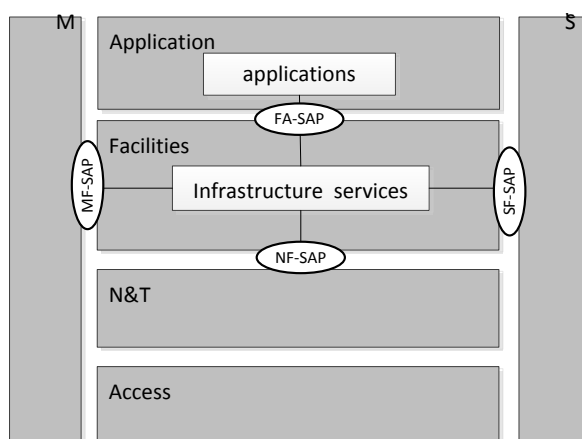 M
S
Application
applications
FA-SAP
Facilities
MF-SAP
Infrastructure services
SF-SAP
NF-SAP
N&T
Access